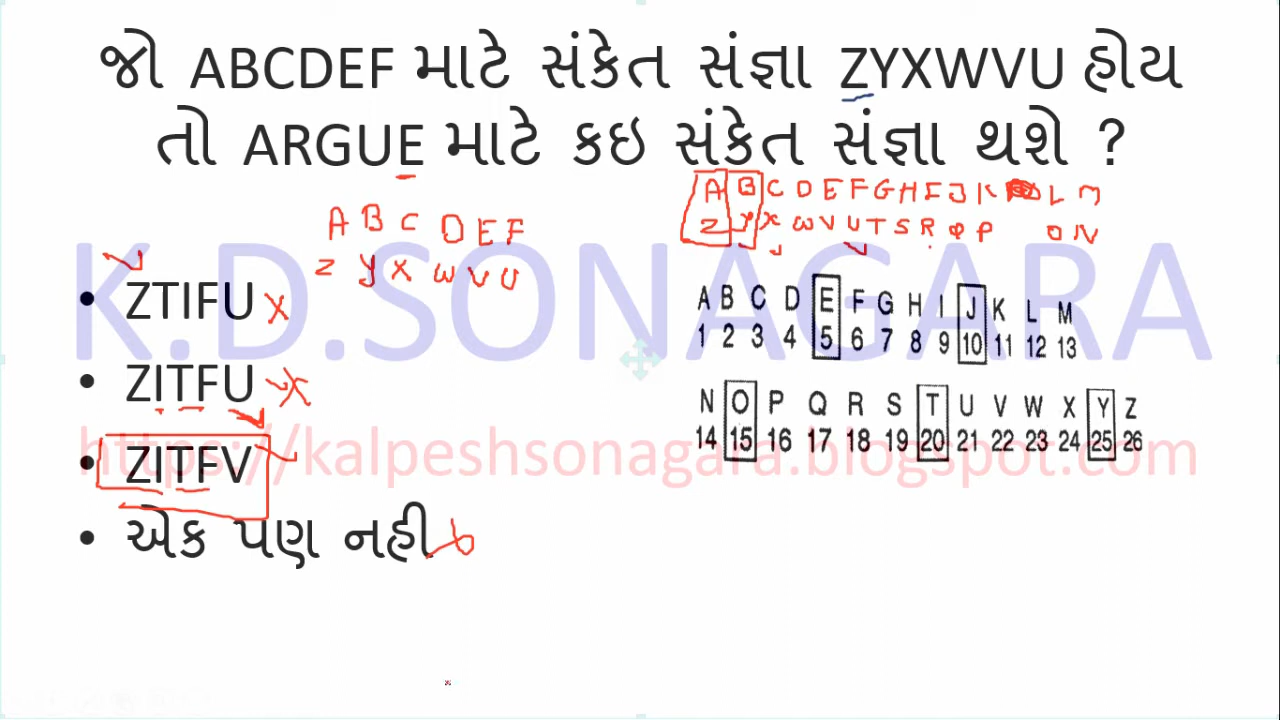 જો ABCDEF માટે સંકેત સંજ્ઞા ZYXWVU હોય
તો ARGUE માટે કઇ સંકેત સંજ્ઞા થશે ?
A B C D E F G H I J K L M
Z Y X W V U T S R Q P O N
A B C D E F
Z Y X W V U
K.D.SONAGARA
• ZTIFU X
• ZITFU X
• ZITFV
• એક પણ નહી
A B C D E F G H I J K L M
1 2 3 4 5 6 7 8 9 10 11 12 13
N O P Q R S T U V W X Y Z
14 15 16 17 18 19 20 21 22 23 24 25 26
https://kalpeshsonagara.blogspot.com